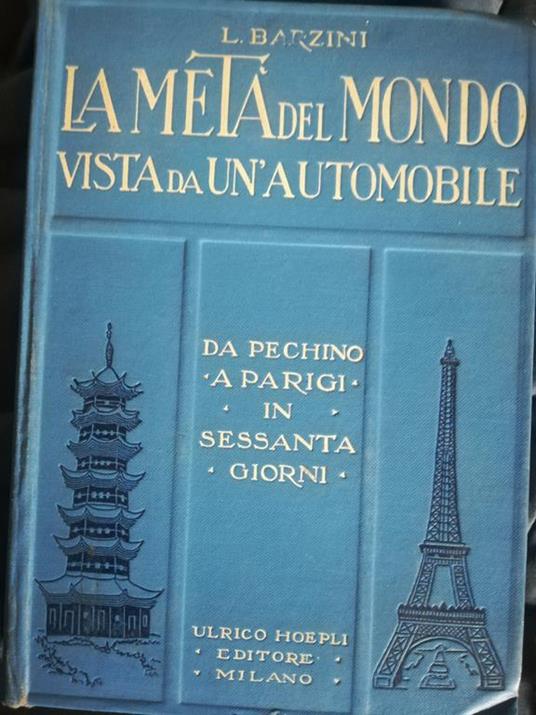 L. BARZINI
LA METÀ DEL MONDO
VISTA DA UN'AUTOMOBILE
DA PECHINO
· A PARIGI ·
· IN ·
SESSANTA
· GIORNI ·
ULRICO HOEPLI
· EDITORE ·
· MILANO ·